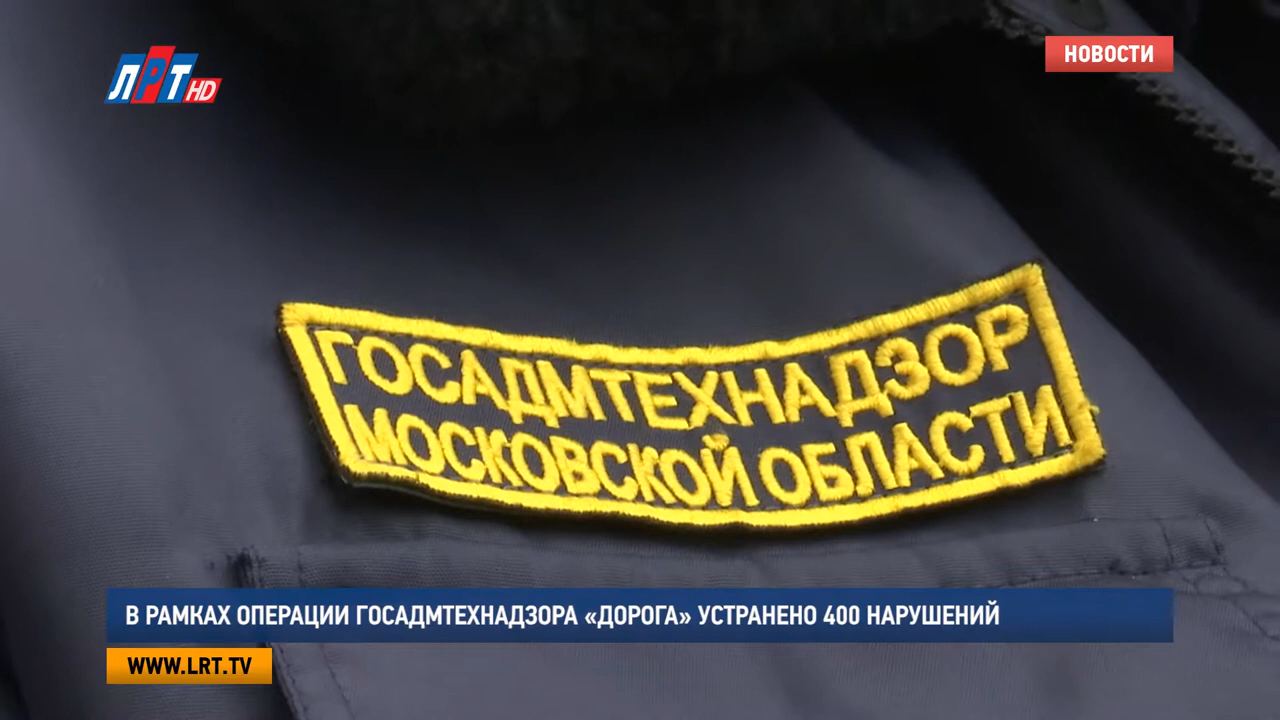 ЛРТ HD
НОВОСТИ
ГОСАДМТЕХНАДЗОР
МОСКОВСКОЙ ОБЛАСТИ
В РАМКАХ ОПЕРАЦИИ ГОСАДМТЕХНАДЗОРА «ДОРОГА» УСТРАНЕНО 400 НАРУШЕНИЙ
WWW.LRT.TV